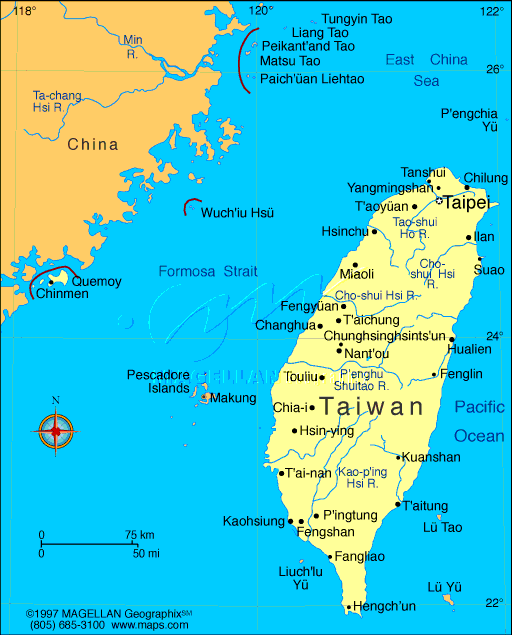 118°
120°
122°
Tungyin Tao
Liang Tao
Peikant'and Tao
Matsu Tao
Paich'üan Liehtao
Min
R.
East China
Sea
26°
Ta-chang
Hsi R.
P'engchia
Yü
China
Tanshui
Chilung
Yangmingshan
Taipei
T'aoyüan
Wuch'iu Hsü
Tao-shui
Ho R.
Hsinchu
Ilan
Cho-
shui Hsi
R.
Suao
Formosa Strait
Miaoli
Quemoy
Chinmen
Cho-shui Hsi R.
Fengyüan
T'aichung
Changhua
Chunghsinghsints'un
24°
Hualien
Nant'ou
Pescadore
Islands
MAGELLAN
Touliu
P'enghu
Shuitao R.
Fenglin
Makung
Chia-i
Taiwan
Pacific
Ocean
N
Hsin-ying
Kuanshan
T'ai-nan
Kao-p'ing
Hsi R.
T'aitung
P'ingtung
Kaohsiung
Fengshan
Lü Tao
0 75 km
0 50 mi
Fangliao
Liuch'lu
Yü
Lü Yü
Hengch'un
22°
©1997 MAGELLAN Geographix℠
(805) 685-3100 www.maps.com